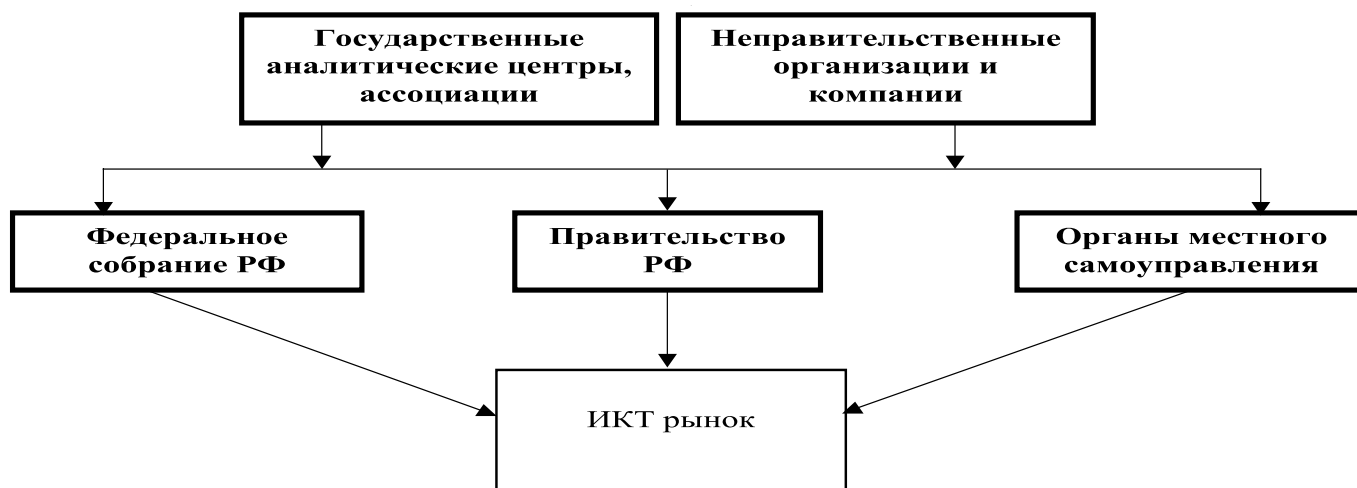 Государственные
аналитические центры,
ассоциации
Неправительственные
организации и
компании
Федеральное
собрание РФ
Правительство
РФ
Органы местного
самоуправления
ИКТ рынок